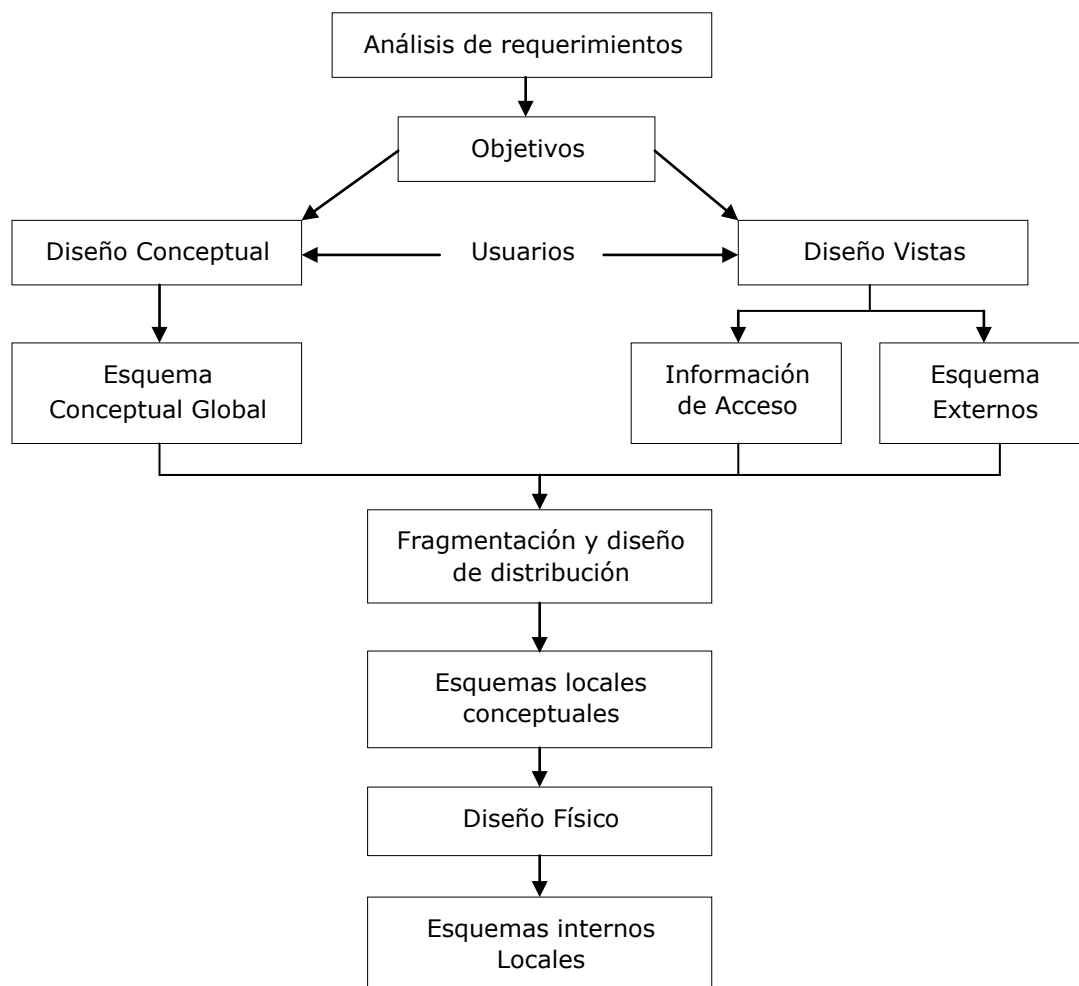 Análisis de requerimientos
Objetivos
Diseño Conceptual
Usuarios
Diseño Vistas
Esquema
Conceptual Global
Información
de Acceso
Esquema
Externos
Fragmentación y diseño
de distribución
Esquemas locales
conceptuales
Diseño Físico
Esquemas internos
Locales